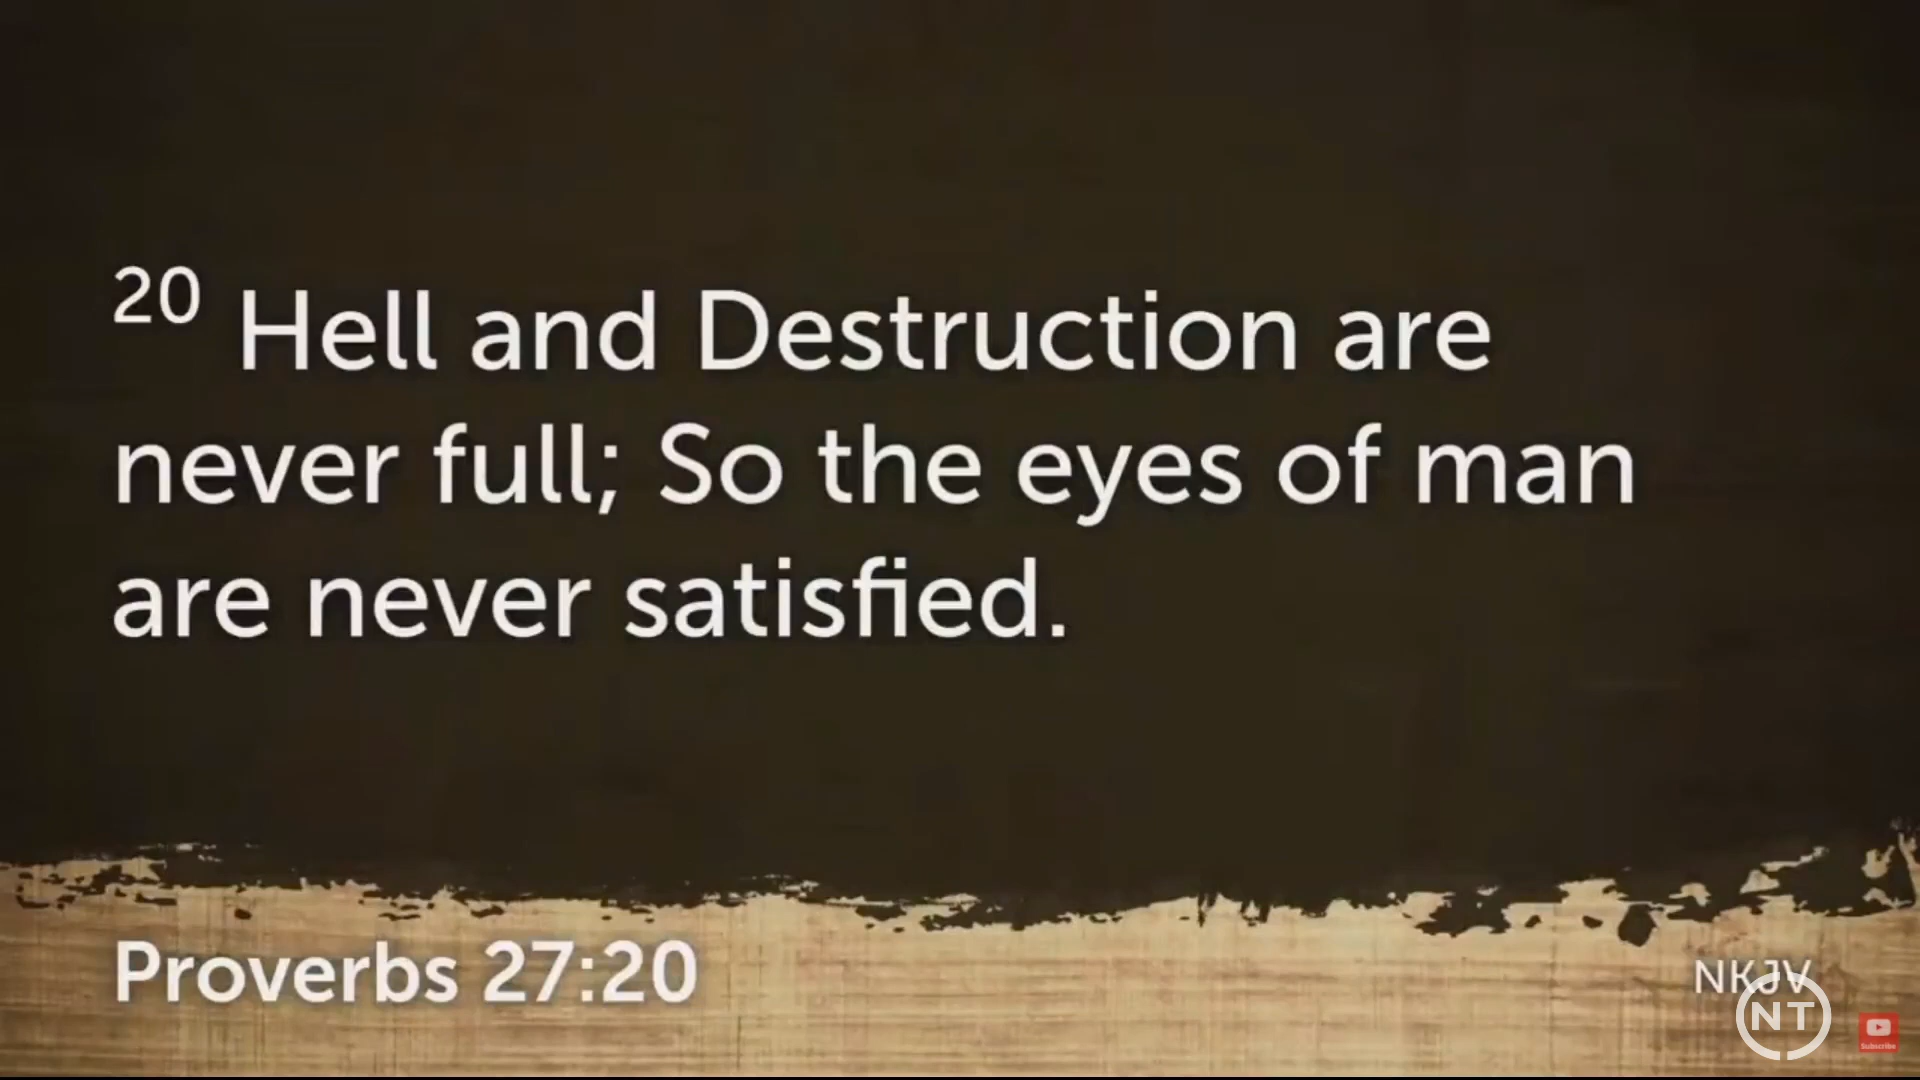 20 Hell and Destruction are
never full; So the eyes of man
are never satisfied.
Proverbs 27:20
NKJV
NT
Subscribe